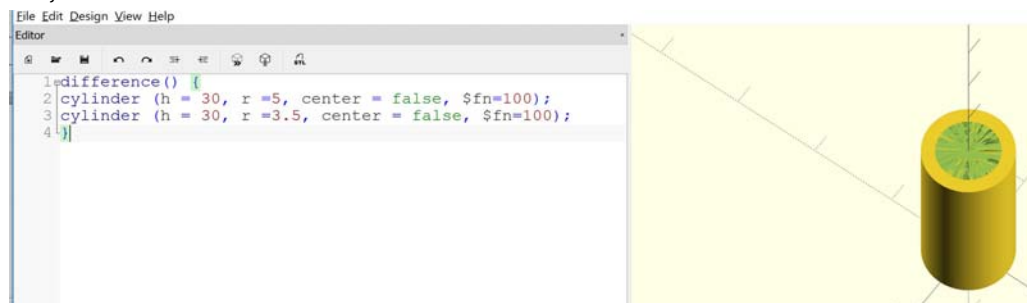 File Edit Design View Help
Editor
STL
1 difference() {
2 cylinder (h = 30, r =5, center = false, $fn=100);
3 cylinder (h = 30, r =3.5, center = false, $fn=100);
4 }